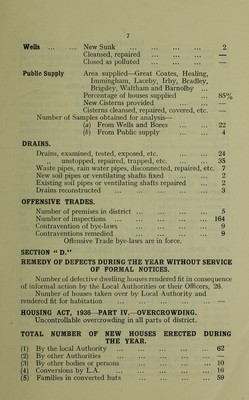 7
Wells ... ... New Sunk ... ... ... ... ... 2
Cleansed, repaired ... ... ... ... —
Closed as polluted ... ... ... ... —
Public Supply Area supplied—Great Coates, Healing,
Immingham, Laceby, Irby, Bradley,
Brigsley, Waltham and Barnolby ...
Percentage of houses supplied ... 85%
New Cisterns provided ... ... ... —
Cisterns cleansed, repaired, covered, etc. —
Number of Samples obtained for analysis—
(a) From Wells and Bores ... ... 22
(b) From Public supply ... ... 4
DRAINS.
Drains, examined, tested, exposed, etc. ... ... ... 24
„ unstopped, repaired, trapped, etc. ... ... ... 35
Waste pipes, rain water pipes, disconnected, repaired, etc. 7
New soil pipes or ventilating shafts fixed ... ... ... 2
Existing soil pipes or ventilating shafts repaired ... ... 2
Drains reconstructed ... ... ... ... ... ... 3
OFFENSIVE TRADES.
Number of premises in district ... ... ... ... ... 5
Number of inspections ... ... ... ... ... ... 164
Contravention of bye-laws ... ... ... ... ... 9
Contraventions remedied ... ... ... ... ... 9
Offensive Trade bye-laws are in force.
SECTION "D."
REMEDY OF DEFECTS DURING THE YEAR WITHOUT SERVICE
OF FORMAL NOTICES.
Number of defective dwelling houses rendered fit in consequence
of informal action by the Local Authorities or their Officers, 26.
Number of houses taken over by Local Authority and
rendered fit for habitation ... ... ... ... ... —
HOUSING ACT, 1936—PART IV.—OVERCROWDING.
Uncontrollable overcrowding in all parts of district.
TOTAL NUMBER OF NEW HOUSES ERECTED DURING
THE YEAR.
(1) By the local Authority ... ... ... ... ... 62
(2) By other Authorities ... ... ... ... ... —
(3) By other bodies or persons ... ... ... ... 10
(4) Conversions by L.A. ... ... ... ... ... 16
(5) Families in converted huts ... ... ... ... 59